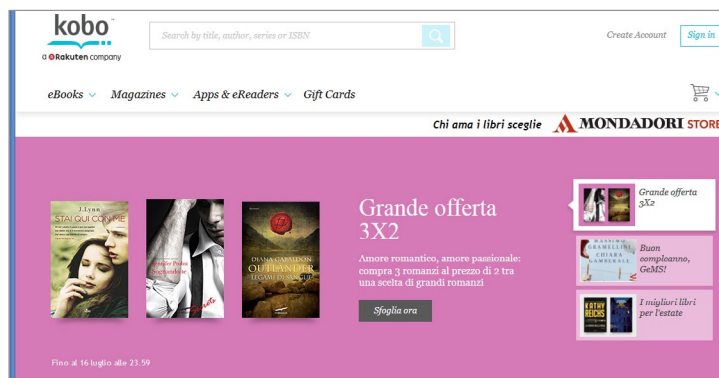 kobo
a Rakuten company
Search by title, author, series or ISBN
Create Account
Sign in
eBooks
Magazines
Apps & eReaders
Gift Cards
Chi ama i libri sceglie MONDADORI STORE
J. Lynn
STAI QUI CON ME
DIANA GABALDON
OUTLANDER
LEGAMI DI SANGUE
Grande offerta
3X2
Amore romantico, amore passionale:
compra 3 romanzi al prezzo di 2 tra
una scelta di grandi romanzi
Sfoglia ora
Grande offerta
3X2
MASSIMO
GRAMELLINI
CHIARA
GAMBERALE
Buon
compleanno,
GeMS!
KATHY
REICHS
I migliori libri
per l'estate
Fino al 16 luglio alle 23.59